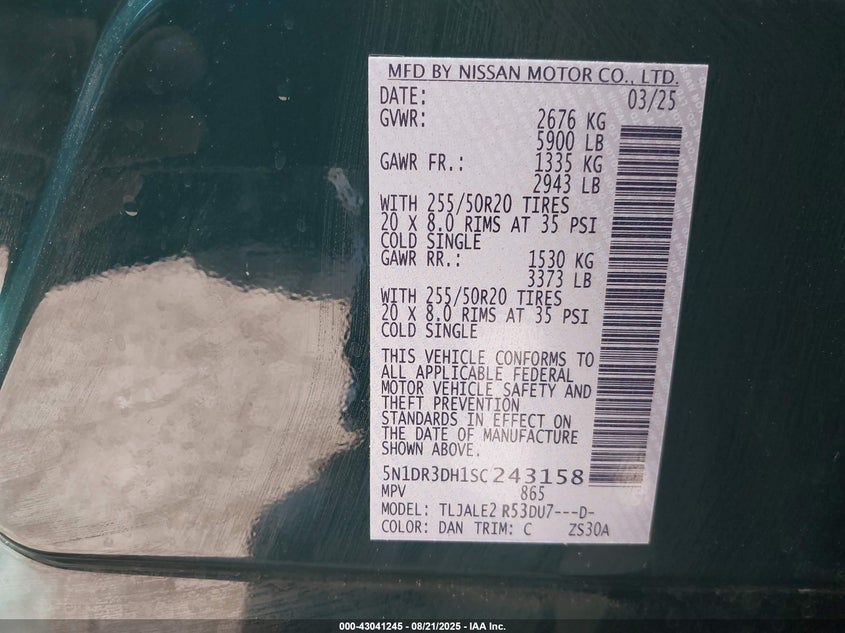 MFD BY NISSAN MOTOR CO., LTD.
DATE: 03/25
GVWR: 2676 KG
5900 LB
GAWR FR.: 1335 KG
2943 LB
WITH 255/50R20 TIRES
20 X 8.0 RIMS AT 35 PSI
COLD SINGLE
GAWR RR.: 1530 KG
3373 LB
WITH 255/50R20 TIRES
20 X 8.0 RIMS AT 35 PSI
COLD SINGLE
THIS VEHICLE CONFORMS TO
ALL APPLICABLE FEDERAL
MOTOR VEHICLE SAFETY AND
THEFT PREVENTION
STANDARDS IN EFFECT ON
THE DATE OF MANUFACTURE
SHOWN ABOVE.
5N1DR3DH1SC243158
MPV 865
MODEL: TLJALE2 R53DU7---D-
COLOR: DAN TRIM: C ZS30A
000-43041245 - 08/21/2025 - IAA Inc.